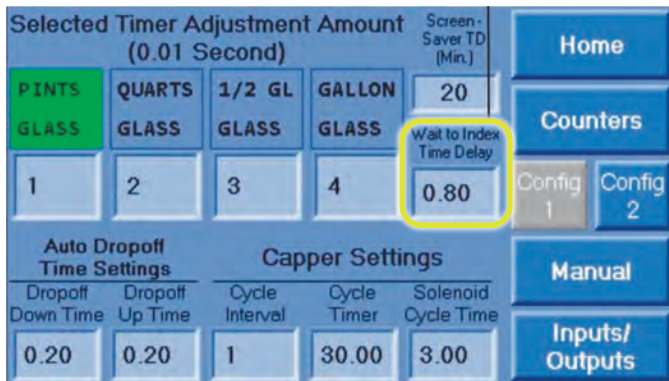 Selected Timer Adjustment Amount
(0.01 Second)
Screen-
Saver TD
(Min.)
Home
PINTS
GLASS
QUARTS
GLASS
1/2 GL
GLASS
GALLON
GLASS
20
Counters
Wait to Index
Time Delay
1
2
3
4
0.80
Config
1
Config
2
Auto Dropoff
Time Settings
Capper Settings
Manual
Dropoff
Down Time
Dropoff
Up Time
Cycle
Interval
Cycle
Timer
Solenoid
Cycle Time
0.20
0.20
1
30.00
3.00
Inputs/
Outputs